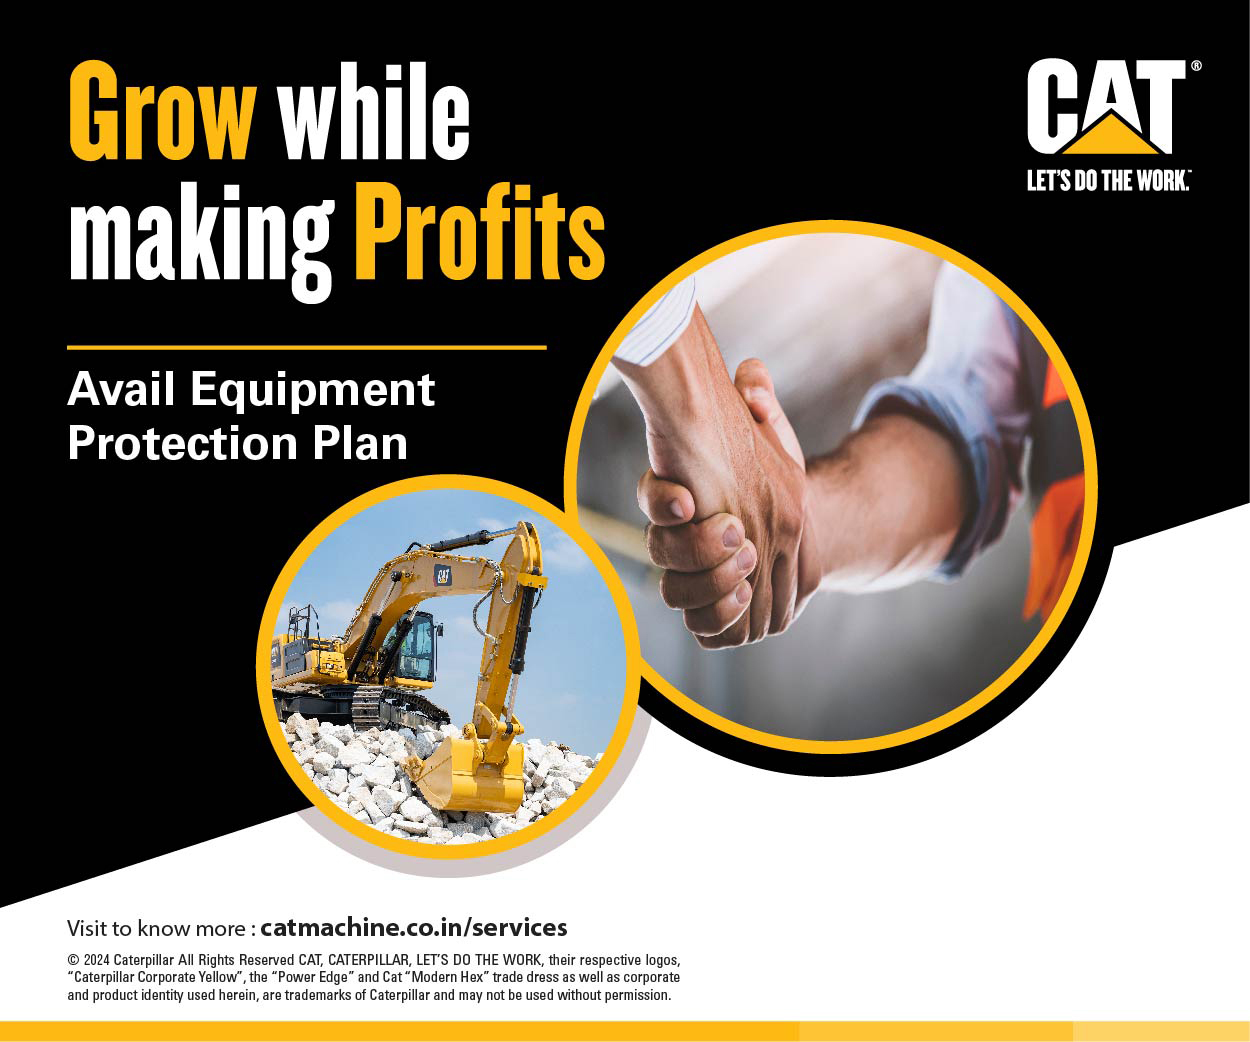 Grow while
making Profits
CAT®
LET'S DO THE WORK.™
Avail Equipment
Protection Plan
CAT
Visit to know more : catmachine.co.in/services
© 2024 Caterpillar All Rights Reserved CAT, CATERPILLAR, LET'S DO THE WORK, their respective logos,
“Caterpillar Corporate Yellow”, the “Power Edge” and Cat “Modern Hex” trade dress as well as corporate
and product identity used herein, are trademarks of Caterpillar and may not be used without permission.